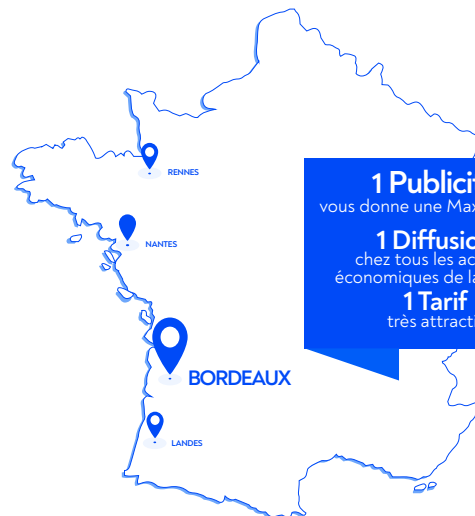 RENNES
NANTES
BORDEAUX
LANDES
1 Publicit
vous donne une Max
1 Diffusio
chez tous les ac
économiques de la
1 Tarif
très attracti